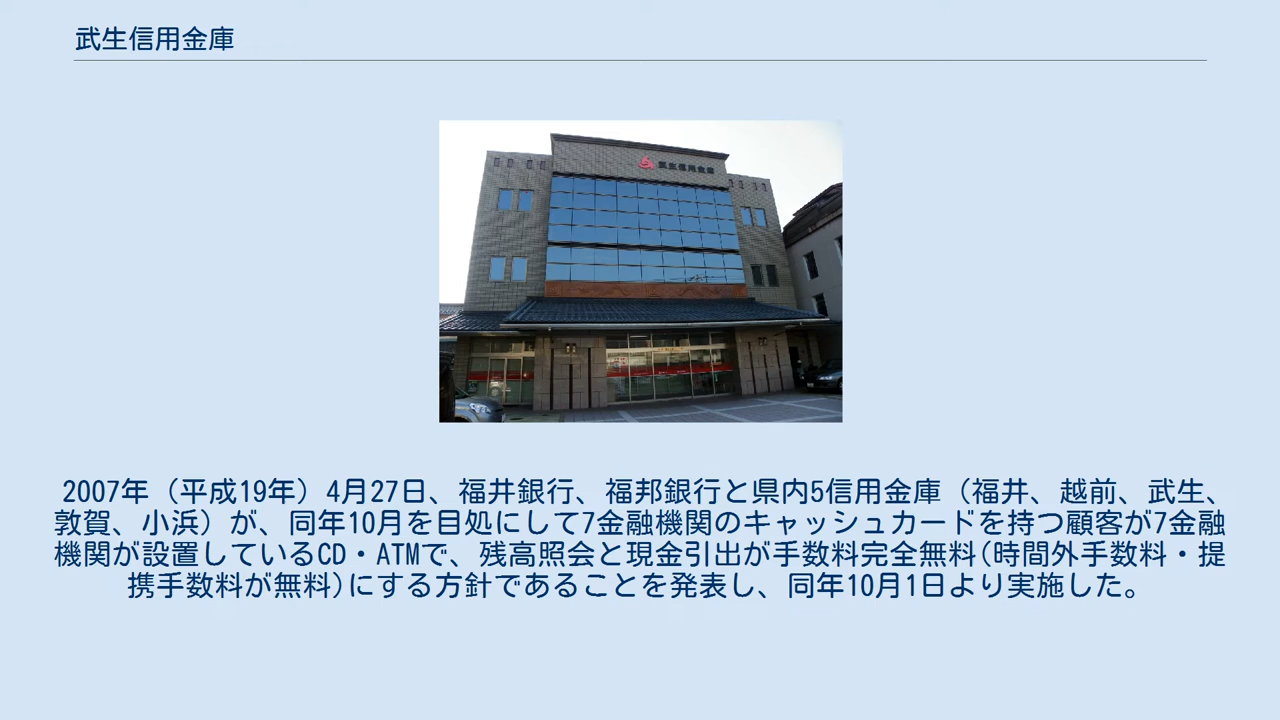 武生信用金庫
武生信用金庫
2007年（平成19年）4月27日、福井銀行、福邦銀行と県内5信用金庫（福井、越前、武生、
敦賀、小浜）が、同年10月を目処にして7金融機関のキャッシュカードを持つ顧客が7金融
機関が設置しているCD・ATMで、残高照会と現金引出が手数料完全無料(時間外手数料・提
携手数料が無料)にする方針であることを発表し、同年10月1日より実施した。